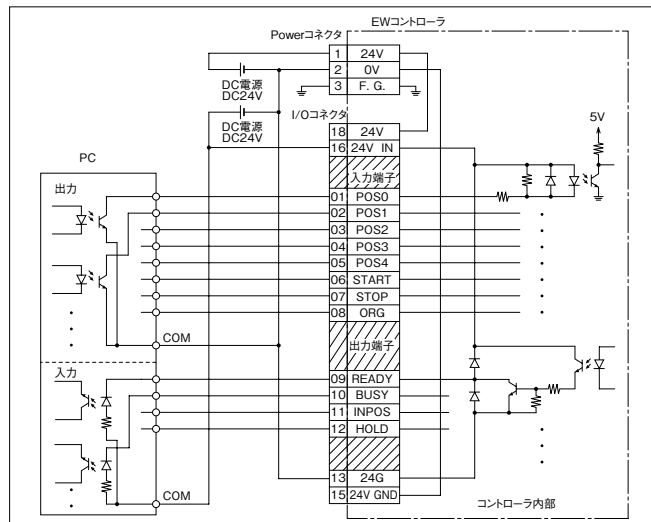 EWコントローラ
Powerコネクタ
1 24V
2 0V
3 F. G.
DC電源
DC24V
DC電源
DC24V
I/Oコネクタ
18 24V
16 24V IN
入力端子
01 POS0
02 POS1
03 POS2
04 POS3
05 POS4
06 START
07 STOP
08 ORG
出力端子
09 READY
10 BUSY
11 INPOS
12 HOLD
13 24G
15 24V GND
5V
PC
出力
COM
入力
COM
コントローラ内部